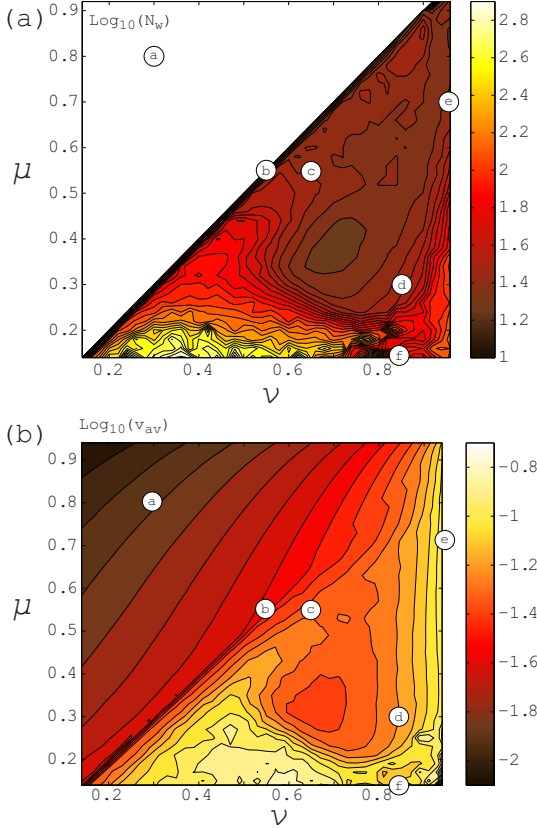 (a)
Log10(Nw)
0.9
0.8
0.7
0.6
0.5
0.4
0.3
0.2
μ
0.2 0.4 0.6 0.8
ν
a
b
c
d
e
f
2.8
2.6
2.4
2.2
2
1.8
1.6
1.4
1.2
1
(b)
Log10(vav)
0.9
0.8
0.7
0.6
0.5
0.4
0.3
0.2
μ
0.2 0.4 0.6 0.8
ν
a
b
c
d
e
f
−0.8
−1
−1.2
−1.4
−1.6
−1.8
−2